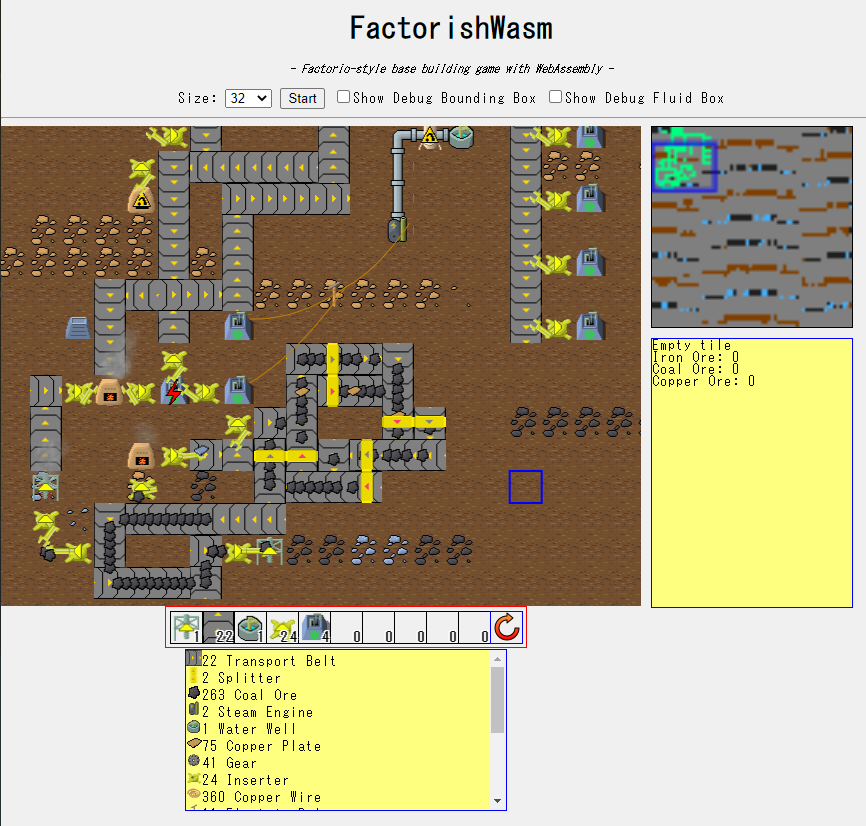 FactorishWasm
- Factorio-style base building game with WebAssembly -
Size: 32 Start Show Debug Bounding Box Show Debug Fluid Box
Empty tile
Iron Ore: 0
Coal Ore: 0
Copper Ore: 0
1 22 1 24 4 0 0 0 0 0
22 Transport Belt
2 Splitter
263 Coal Ore
2 Steam Engine
1 Water Well
75 Copper Plate
41 Gear
24 Inserter
360 Copper Wire